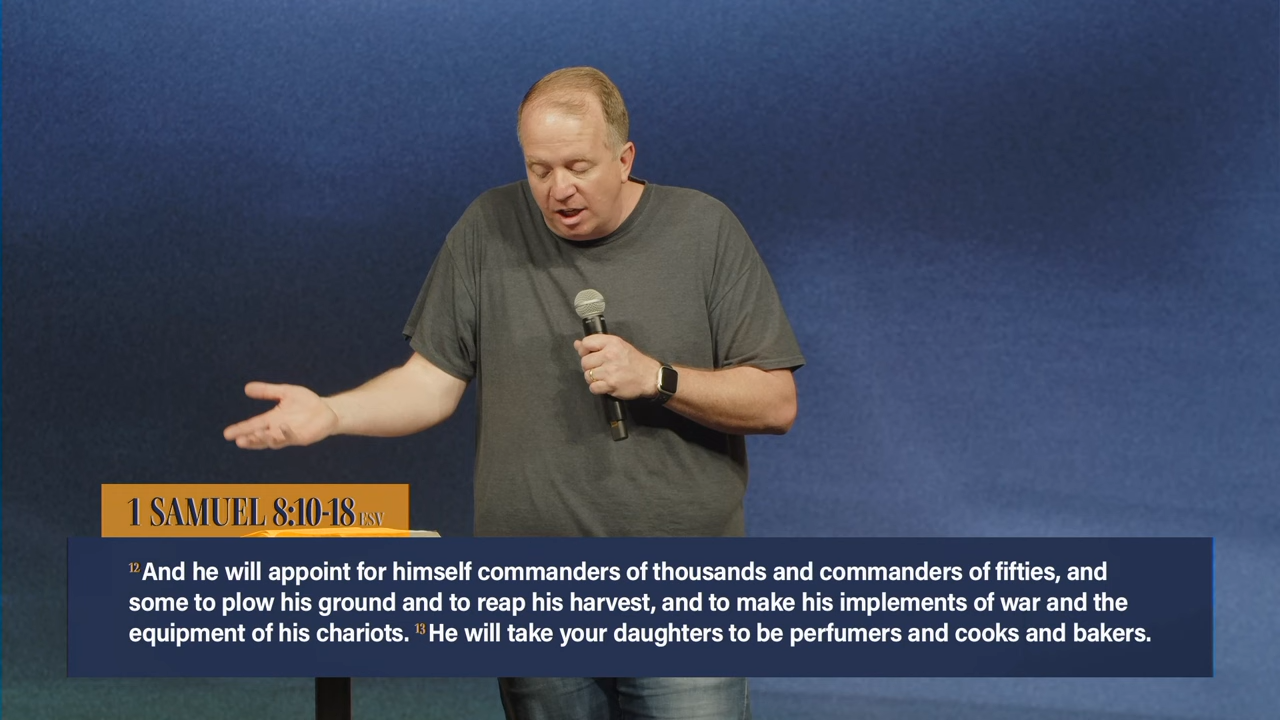 1 SAMUEL 8:10-18 ESV
12 And he will appoint for himself commanders of thousands and commanders of fifties, and
some to plow his ground and to reap his harvest, and to make his implements of war and the
equipment of his chariots. 13 He will take your daughters to be perfumers and cooks and bakers.